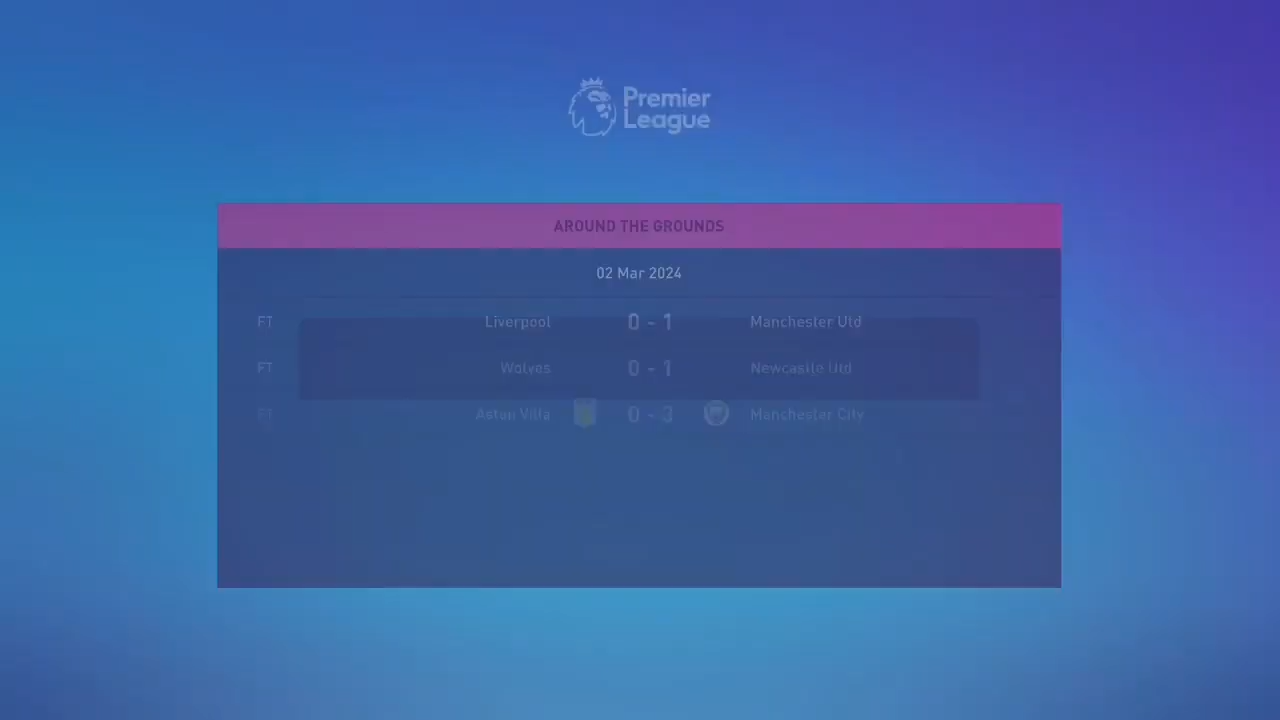 Premier
League
AROUND THE GROUNDS
02 Mar 2024
FT Liverpool 0 - 1 Manchester Utd
FT Wolves 0 - 1 Newcastle Utd
FT Aston Villa 0 - 3 Manchester City